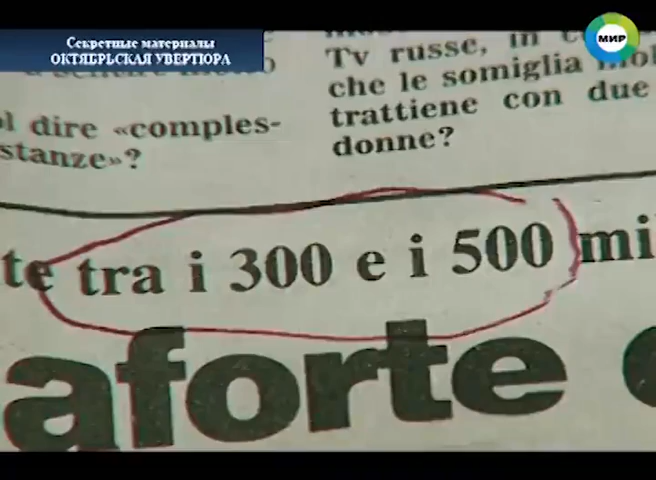 Секретные материалы
ОКТЯБРЬСКАЯ УВЕРТЮРА
МИР
Tv russe, in
che le somiglia
trattiene con due
donne?
dire «comples-
stanze»?
te tra i 300 e i 500 mi
aforte